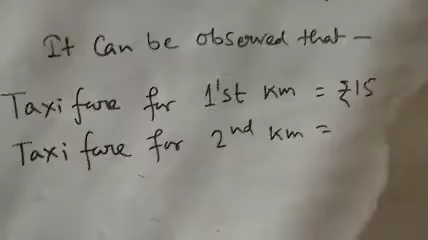 It can be observed that —
Taxi fare for 1'st km = ₹15
Taxi fare for 2nd km =